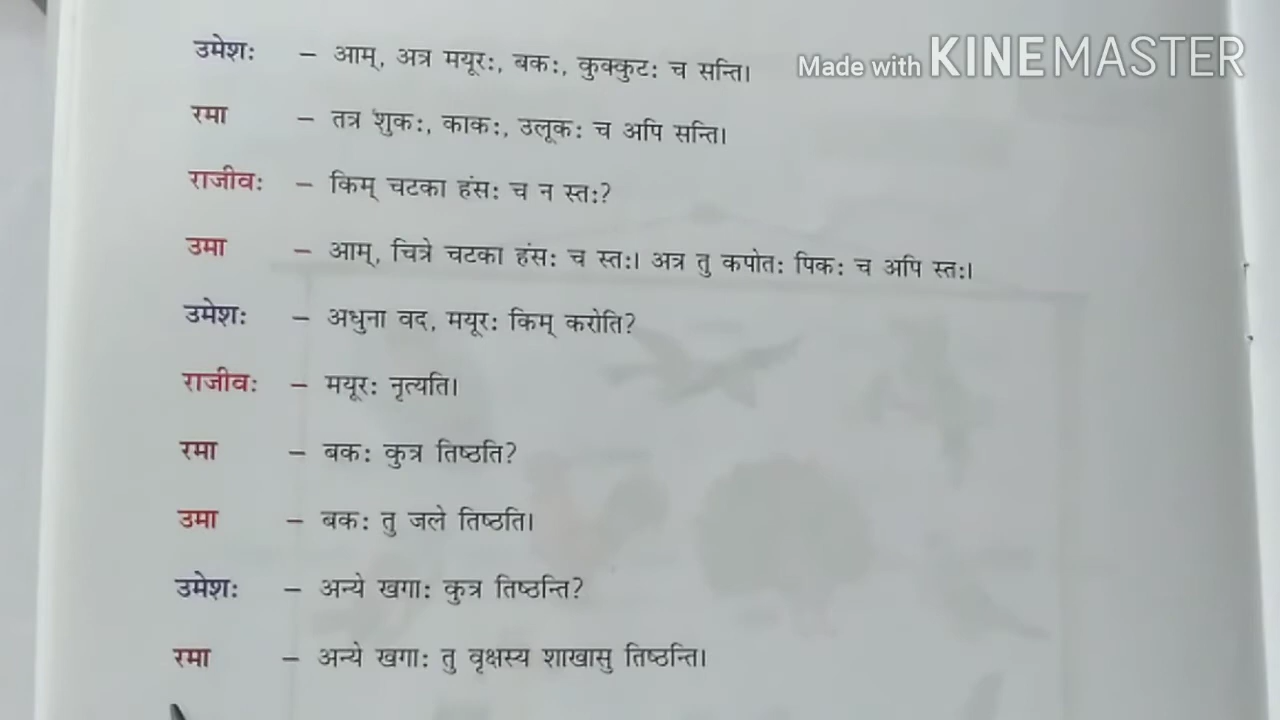 Made with KINEMASTER
उमेशः – आम्, अत्र मयूरः, बकः, कुक्कुटः च सन्ति।
रमा – तत्र शुकः, काकः, उलूकः च अपि सन्ति।
राजीवः – किम् चटका हंसः च न स्तः?
उमा – आम्, चित्रे चटका हंसः च स्तः। अत्र तु कपोतः पिकः च अपि स्तः।
उमेशः – अधुना वद, मयूरः किम् करोति?
राजीवः – मयूरः नृत्यति।
रमा – बकः कुत्र तिष्ठति?
उमा – बकः तु जले तिष्ठति।
उमेशः – अन्ये खगाः कुत्र तिष्ठन्ति?
रमा – अन्ये खगाः तु वृक्षस्य शाखासु तिष्ठन्ति।